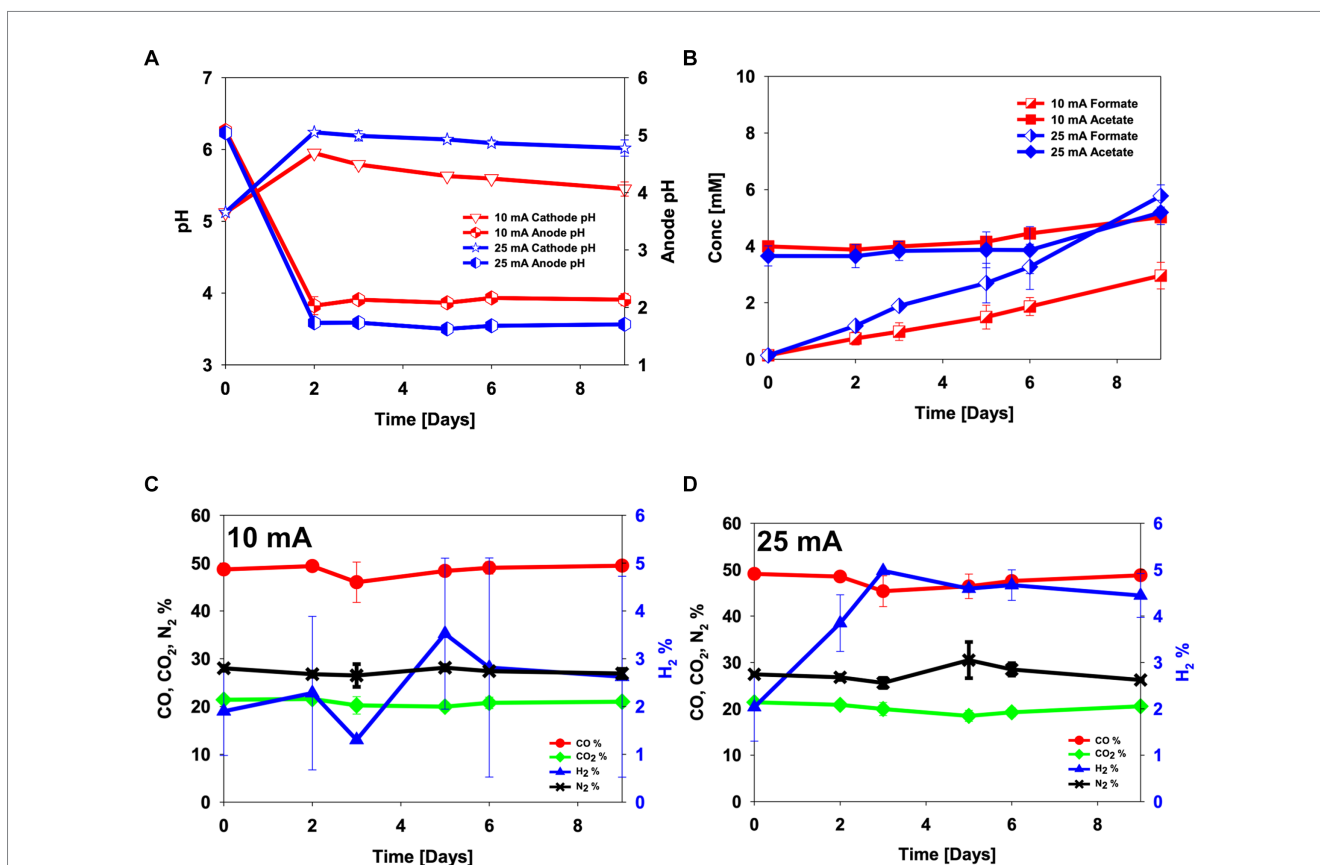 A
7
6
5
4
3
pH
6
5
4
3
2
1
Anode pH
10 mA Cathode pH
10 mA Anode pH
25 mA Cathode pH
25 mA Anode pH
0 2 4 6 8
Time [Days]
B
10
8
6
4
2
0
Conc [mM]
10 mA Formate
10 mA Acetate
25 mA Formate
25 mA Acetate
0 2 4 6 8
Time [Days]
C
10 mA
60
50
40
30
20
10
0
CO, CO2, N2 %
6
5
4
3
2
1
0
H2 %
CO %
CO2 %
H2 %
N2 %
0 2 4 6 8
Time [Days]
D
25 mA
60
50
40
30
20
10
0
CO, CO2, N2 %
6
5
4
3
2
1
0
H2 %
CO %
CO2 %
H2 %
N2 %
0 2 4 6 8
Time [Days]